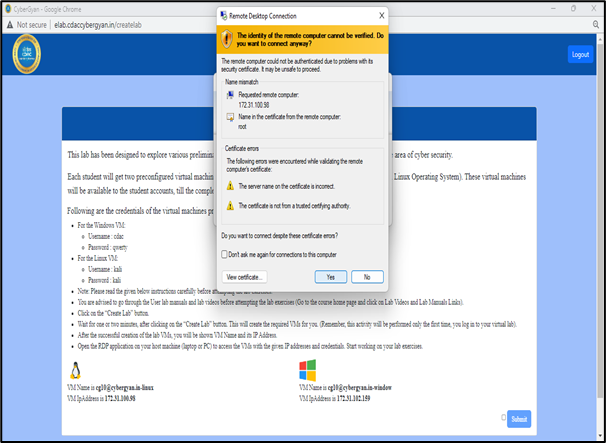 CyberGyan - Google Chrome
Not secure | elab.cdaccybergyan.in/createlab
Logout
Remote Desktop Connection
The identity of the remote computer cannot be verified. Do
you want to connect anyway?
The remote computer could not be authenticated due to problems with its
security certificate. It may be unsafe to proceed.
Name mismatch
Requested remote computer:
172.31.100.98
Name in the certificate from the remote computer:
root
Certificate errors
The following errors were encountered while validating the remote
computer's certificate:
The server name on the certificate is incorrect.
The certificate is not from a trusted certifying authority.
Do you want to connect despite these certificate errors?
Don't ask me again for connections to this computer
View certificate...
Yes
No
This lab has been designed to explore various prelimina
area of cyber security.
Each student will get two preconfigured virtual machin
Linux Operating System). These virtual machines
will be available to the student accounts, till the comple
Following are the credentials of the virtual machines p
• For the Windows VM:
○ Username : cdac
○ Password : qwerty
• For the Linux VM:
○ Username : kali
○ Password : kali
• Note: Please read the given below instructions carefully before attempting the lab exercises.
• You are advised to go through the User lab manuals and lab videos before attempting the lab exercises (Go to the course home page and click on Lab Videos and Lab Manuals Links).
• Click on the "Create Lab" button.
• Wait for one or two minutes, after clicking on the "Create Lab" button. This will create the required VMs for you. (Remember, this activity will be performed only the first time, you log in to your virtual lab).
• After the successful creation of the lab VMs, you will be shown VM Name and its IP Address.
• Open the RDP application on your host machine (laptop or PC) to access the VMs with the given IP addresses and credentials. Start working on your lab exercises.
VM Name is cg10@cybergyan.in-linux
VM IpAddress is 172.31.100.98
VM Name is cg10@cybergyan.in-window
VM IpAddress is 172.31.102.159
Submit